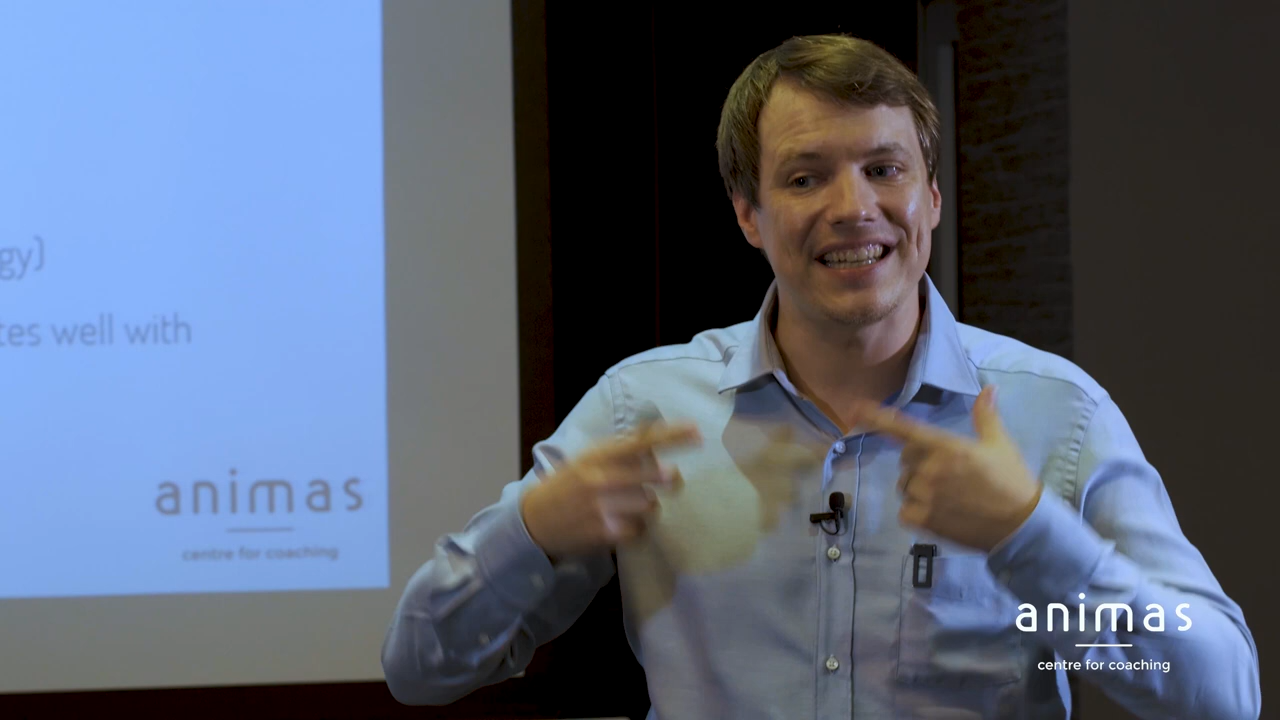 gy)
tes well with
animas
centre for coaching
animas
centre for coaching